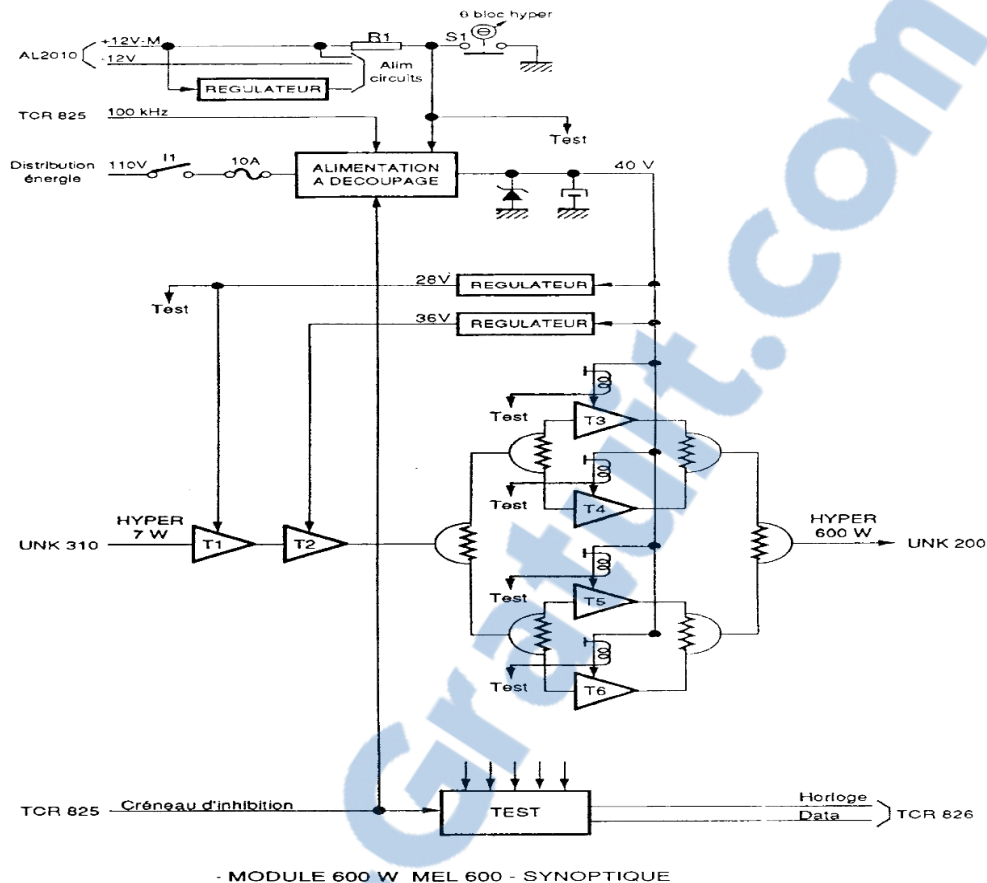 θ bloc hyper
+12V-M
R1
S1
AL2010
-12V
Alim
circuits
REGULATEUR
TCR 825
100 kHz
Test
Distribution
énergie
110V
I1
10A
ALIMENTATION
A DECOUPAGE
40 V
28V
REGULATEUR
Test
36V
REGULATEUR
Test
T3
Test
T4
HYPER
7 W
UNK 310
T1
T2
HYPER
600 W
UNK 200
Test
T5
Test
T6
TCR 825
Créneau d'inhibition
TEST
Horloge
Data
TCR 826
- MODULE 600 W MEL 600 - SYNOPTIQUE
Gratuit.com